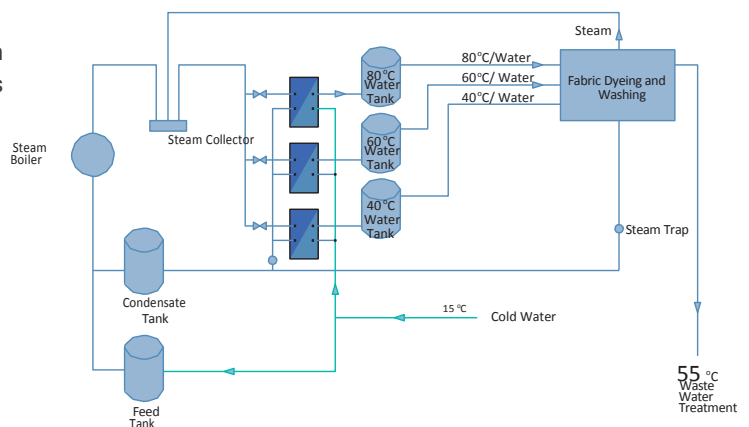 n
s
Steam
80°C/Water
60°C/ Water
40°C/ Water
80°C
Water
Tank
Fabric Dyeing and
Washing
Steam Collector
Steam
Boiler
60°C
Water
Tank
40°C
Water
Tank
Steam Trap
Condensate
Tank
15 °C
Cold Water
Feed
Tank
55 °C
Waste
Water
Treatment